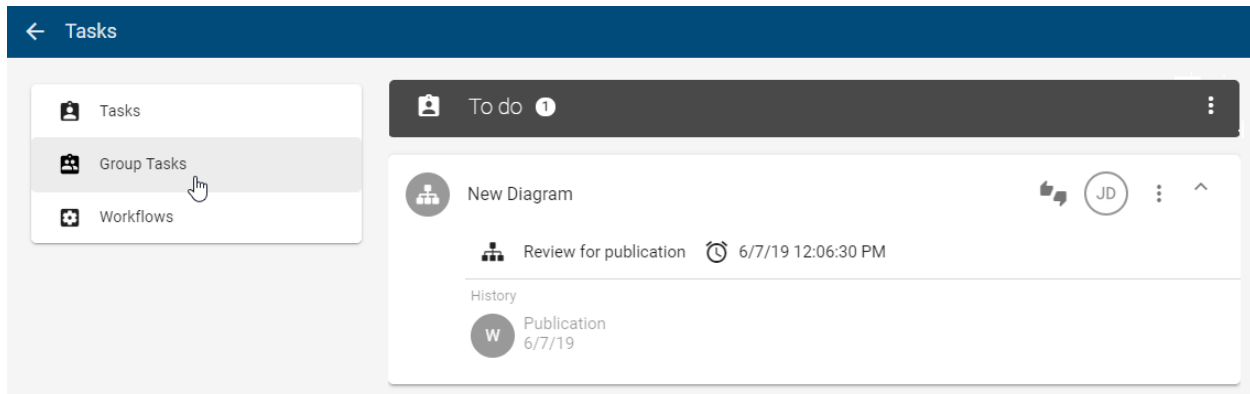 Tasks
Tasks
Group Tasks
Workflows
To do 1
New Diagram JD
Review for publication 6/7/19 12:06:30 PM
History
W Publication
6/7/19